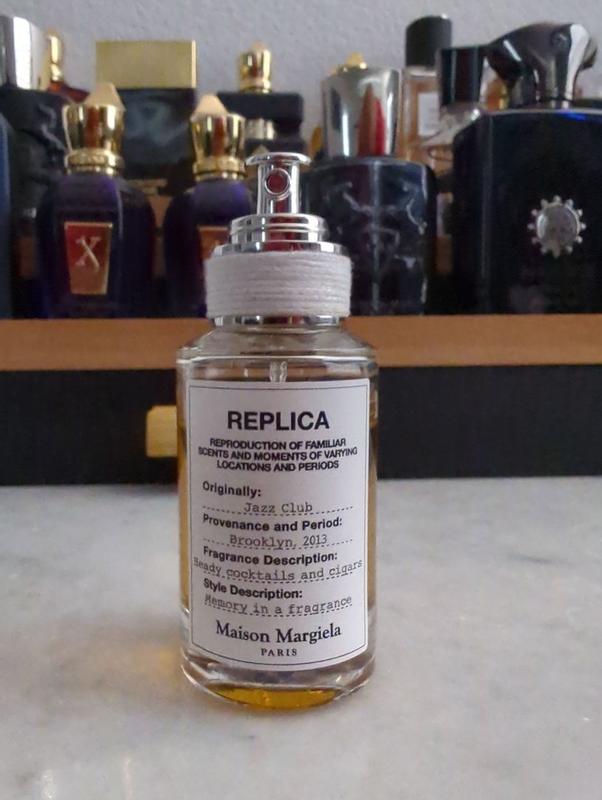 X
REPLICA
REPRODUCTION OF FAMILIAR
SCENTS AND MOMENTS OF VARYING
LOCATIONS AND PERIODS
Originally:
Jazz Club
Provenance and Period:
Brooklyn, 2013
Fragrance Description:
Heady cocktails and cigars
Style Description:
Memory in a fragrance
Maison Margiela
PARIS